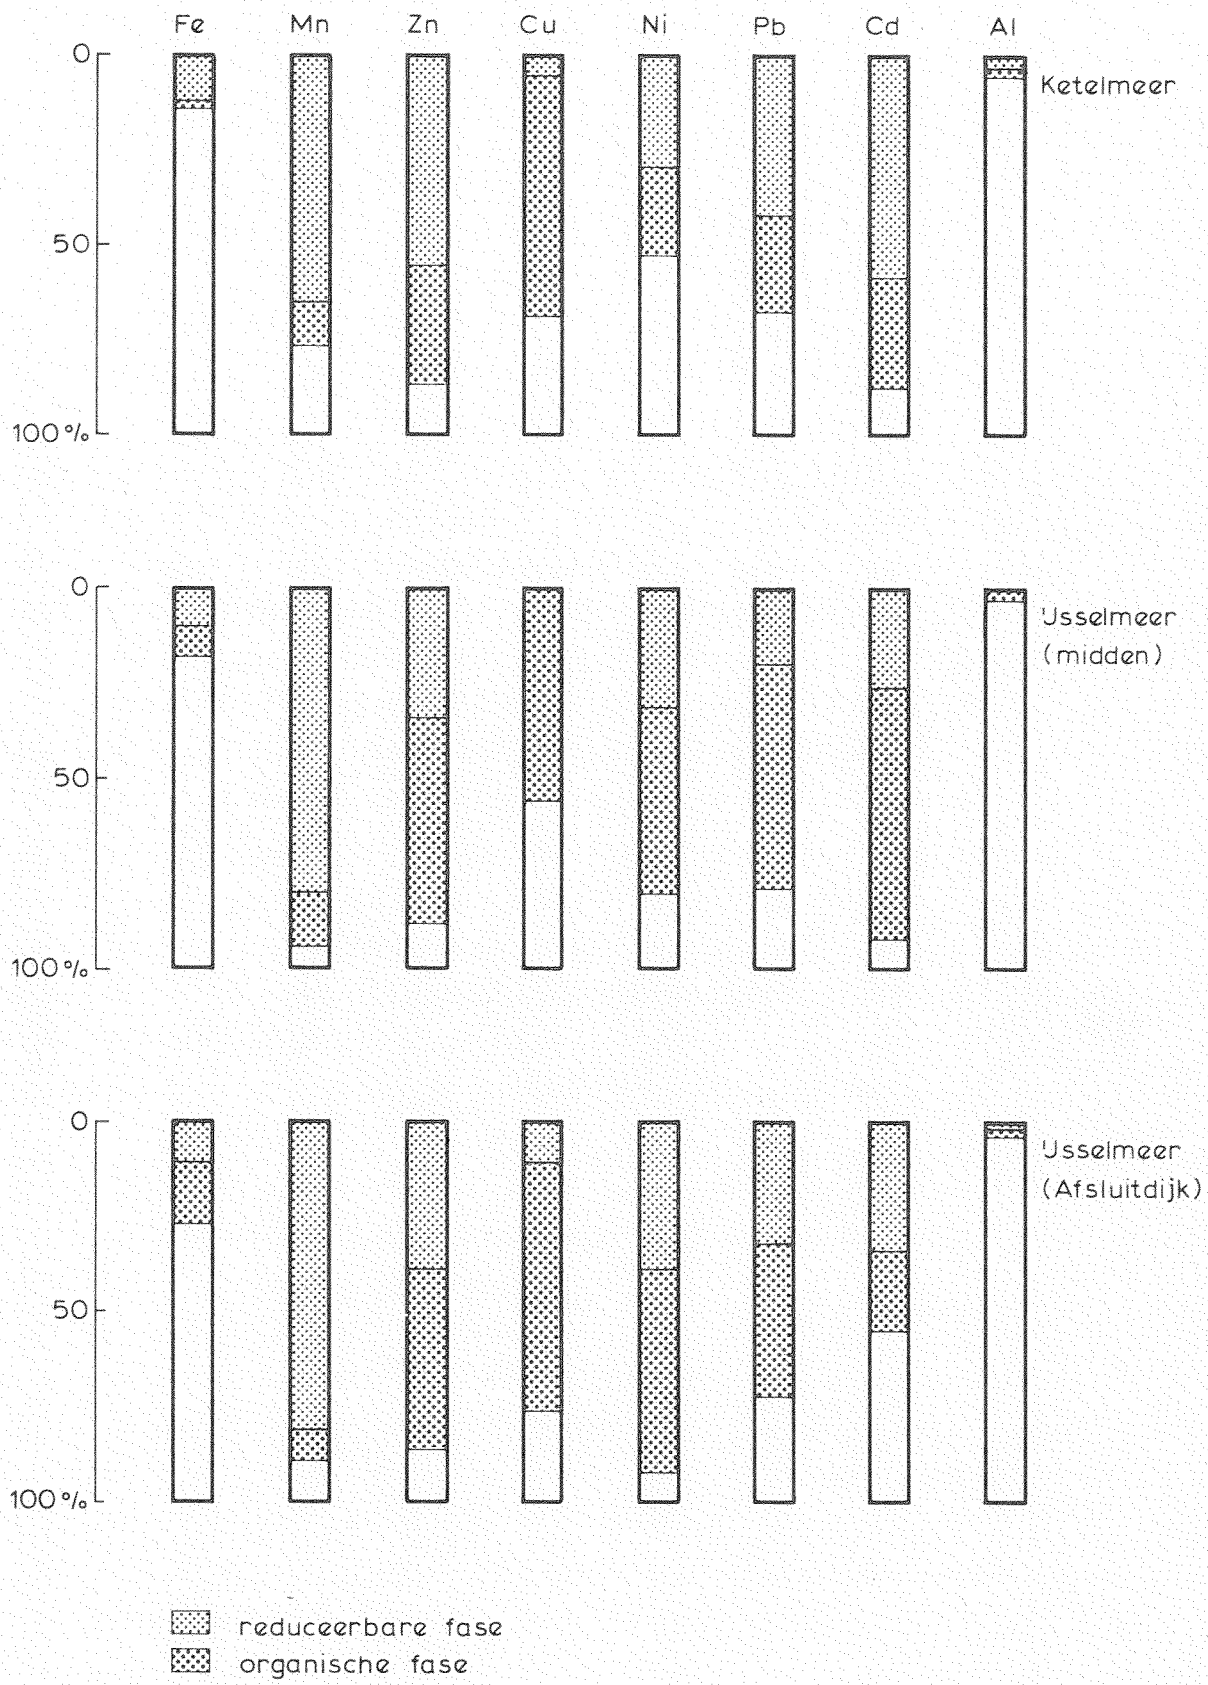 Fe Mn Zn Cu Ni Pb Cd Al
0
Ketelmeer
50
100%
0
IJsselmeer
(midden)
50
100%
0
IJsselmeer
(Afsluitdijk)
50
100%
reduceerbare fase
organische fase